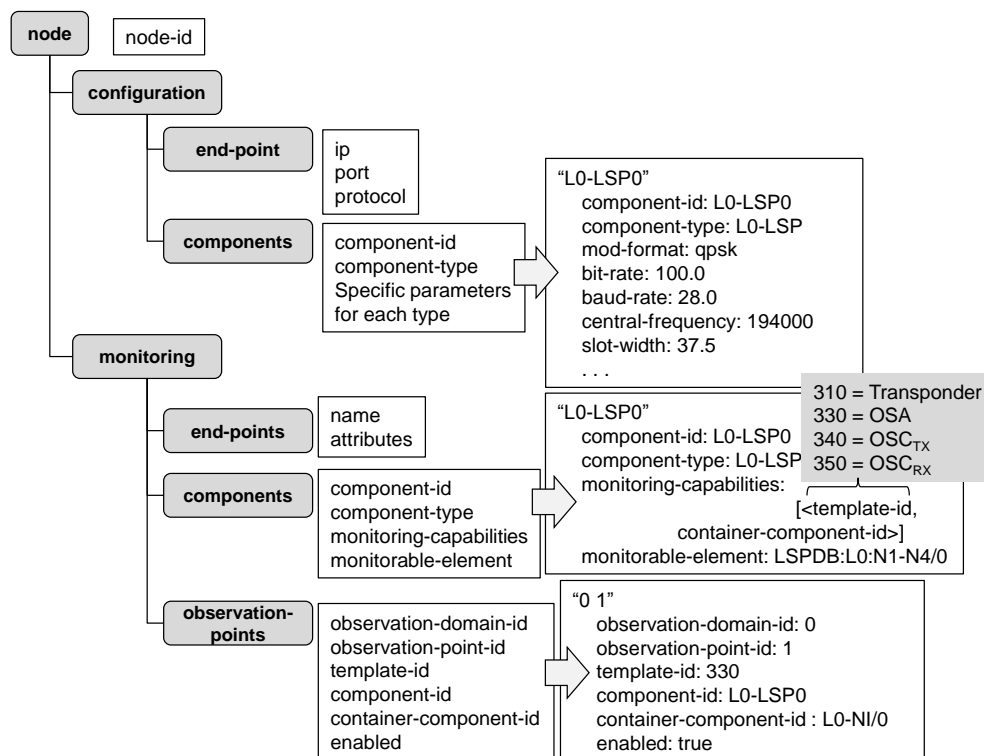 node
node-id
configuration
end-point
ip
port
protocol
components
component-id
component-type
Specific parameters
for each type
“L0-LSP0”
component-id: L0-LSP0
component-type: L0-LSP
mod-format: qpsk
bit-rate: 100.0
baud-rate: 28.0
central-frequency: 194000
slot-width: 37.5
. . .
monitoring
end-points
name
attributes
components
component-id
component-type
monitoring-capabilities
monitorable-element
“L0-LSP0”
component-id: L0-LSP0
component-type: L0-LSP
monitoring-capabilities:
[<template-id,
container-component-id>]
monitorable-element: LSPDB:L0:N1-N4/0
310 = Transponder
330 = OSA
340 = OSCTX
350 = OSCRX
observation-
points
observation-domain-id
observation-point-id
template-id
component-id
container-component-id
enabled
“0 1”
observation-domain-id: 0
observation-point-id: 1
template-id: 330
component-id: L0-LSP0
container-component-id : L0-NI/0
enabled: true